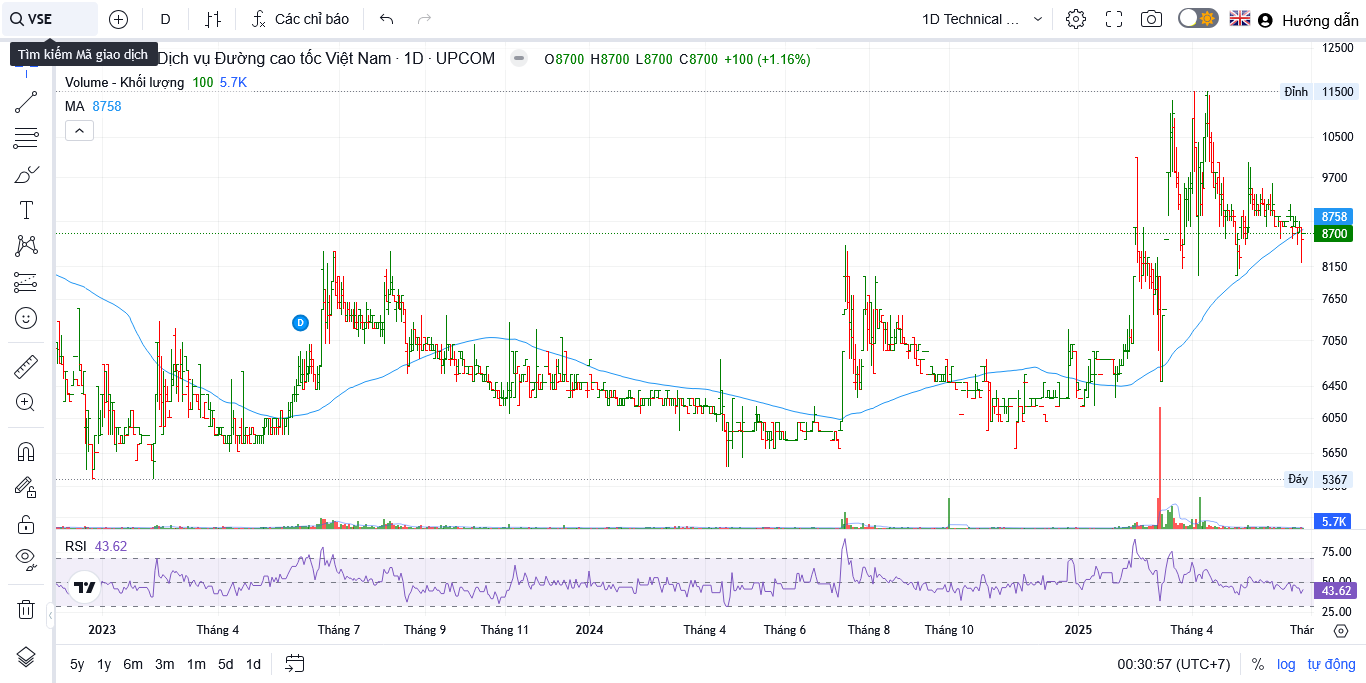 VSE D Các chỉ báo 1D Technical ... Hướng dẫn
Tìm kiếm Mã giao dịch
Dịch vụ Đường cao tốc Việt Nam · 1D · UPCOM O8700 H8700 L8700 C8700 +100 (+1.16%)
Volume - Khối lượng 100 5.7K
MA 8758
12500
Đỉnh 11500
10500
9700
8758
8700
8150
7650
7050
6450
6050
5650
Đáy 5367
5.7K
RSI 43.62
75.00
50.00
43.62
25.00
D
2023 Tháng 4 Tháng 7 Tháng 9 Tháng 11 2024 Tháng 4 Tháng 6 Tháng 8 Tháng 10 2025 Tháng 4 Thár
5y 1y 6m 3m 1m 5d 1d 00:30:57 (UTC+7) % log tự động